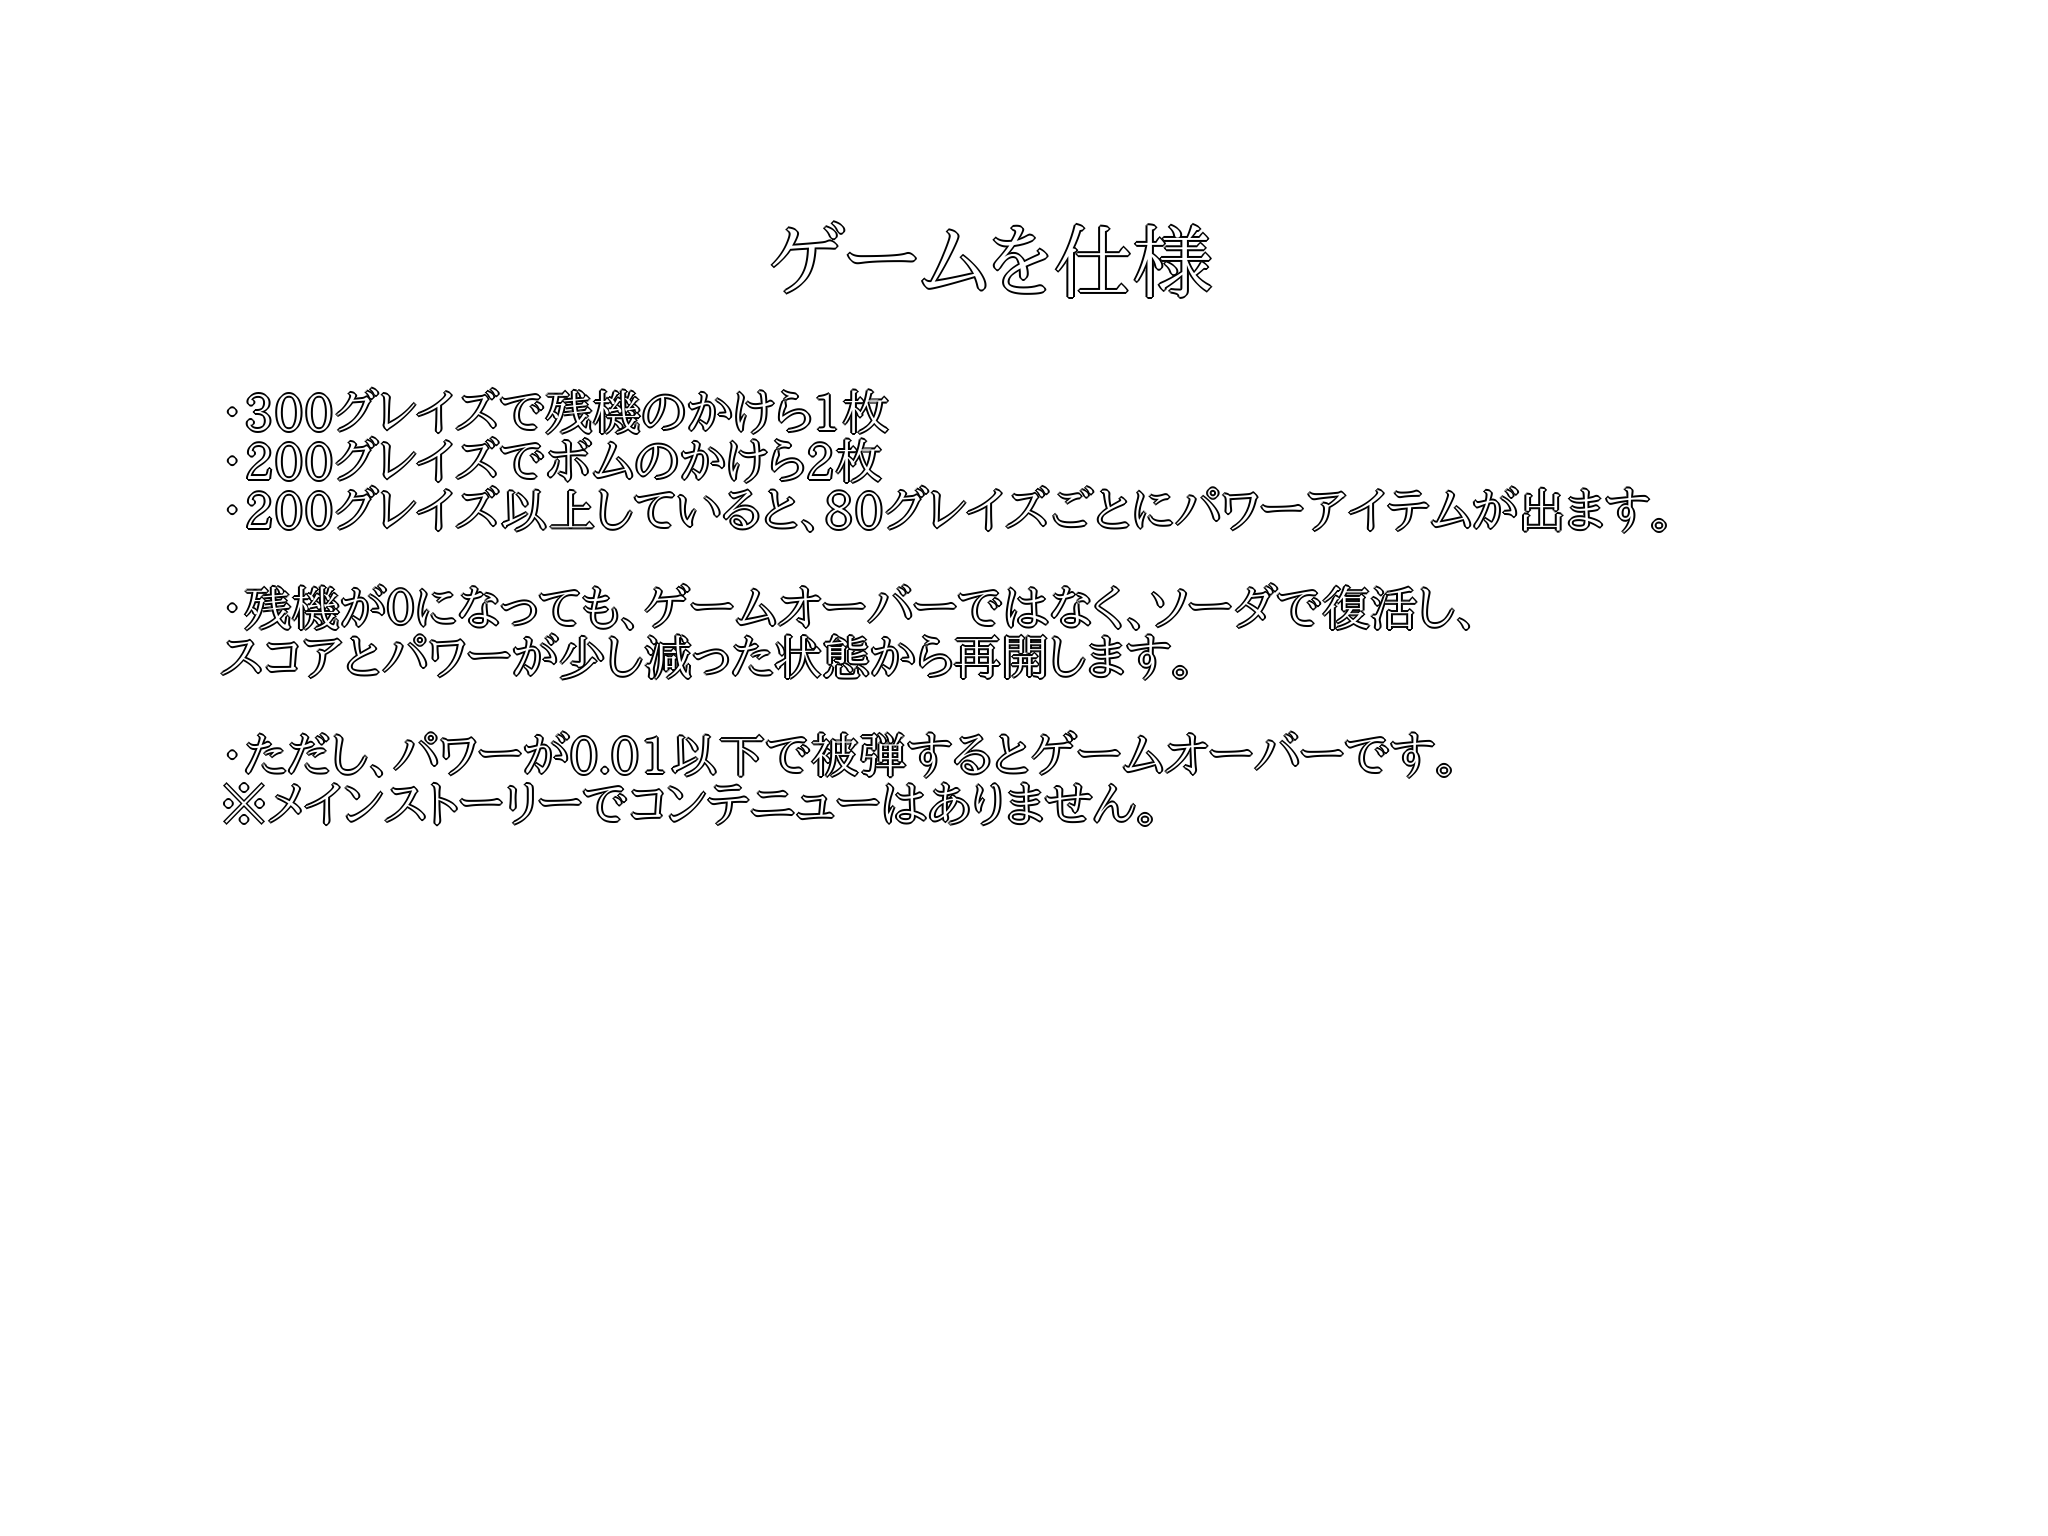 ゲームを仕様
・300グレイズで残機のかけら1枚
・200グレイズでボムのかけら2枚
・200グレイズ以上していると、80グレイズごとにパワーアイテムが出ます。
・残機が0になっても、ゲームオーバーではなく、ソーダで復活し、
スコアとパワーが少し減った状態から再開します。
・ただし、パワーが0.01以下で被弾するとゲームオーバーです。
※メインストーリーでコンテニューはありません。